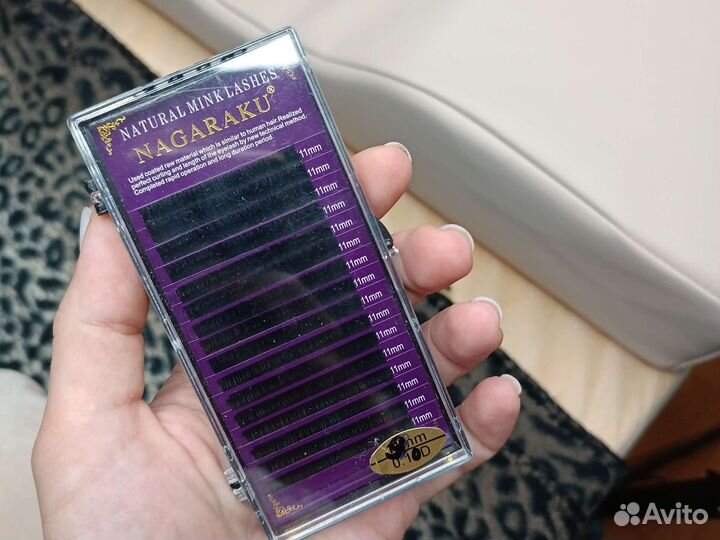 NATURAL MINK LASHES
NAGARAKU®
Used coated raw material which is similar to human hair.Realized
perfect curling and length of the eyelash by new technical method.
Completed rapid operation and long duration period.
11mm
11mm
11mm
11mm
11mm
11mm
11mm
11mm
11mm
11mm
11mm
11mm
11mm
mm
0.10D
Avito